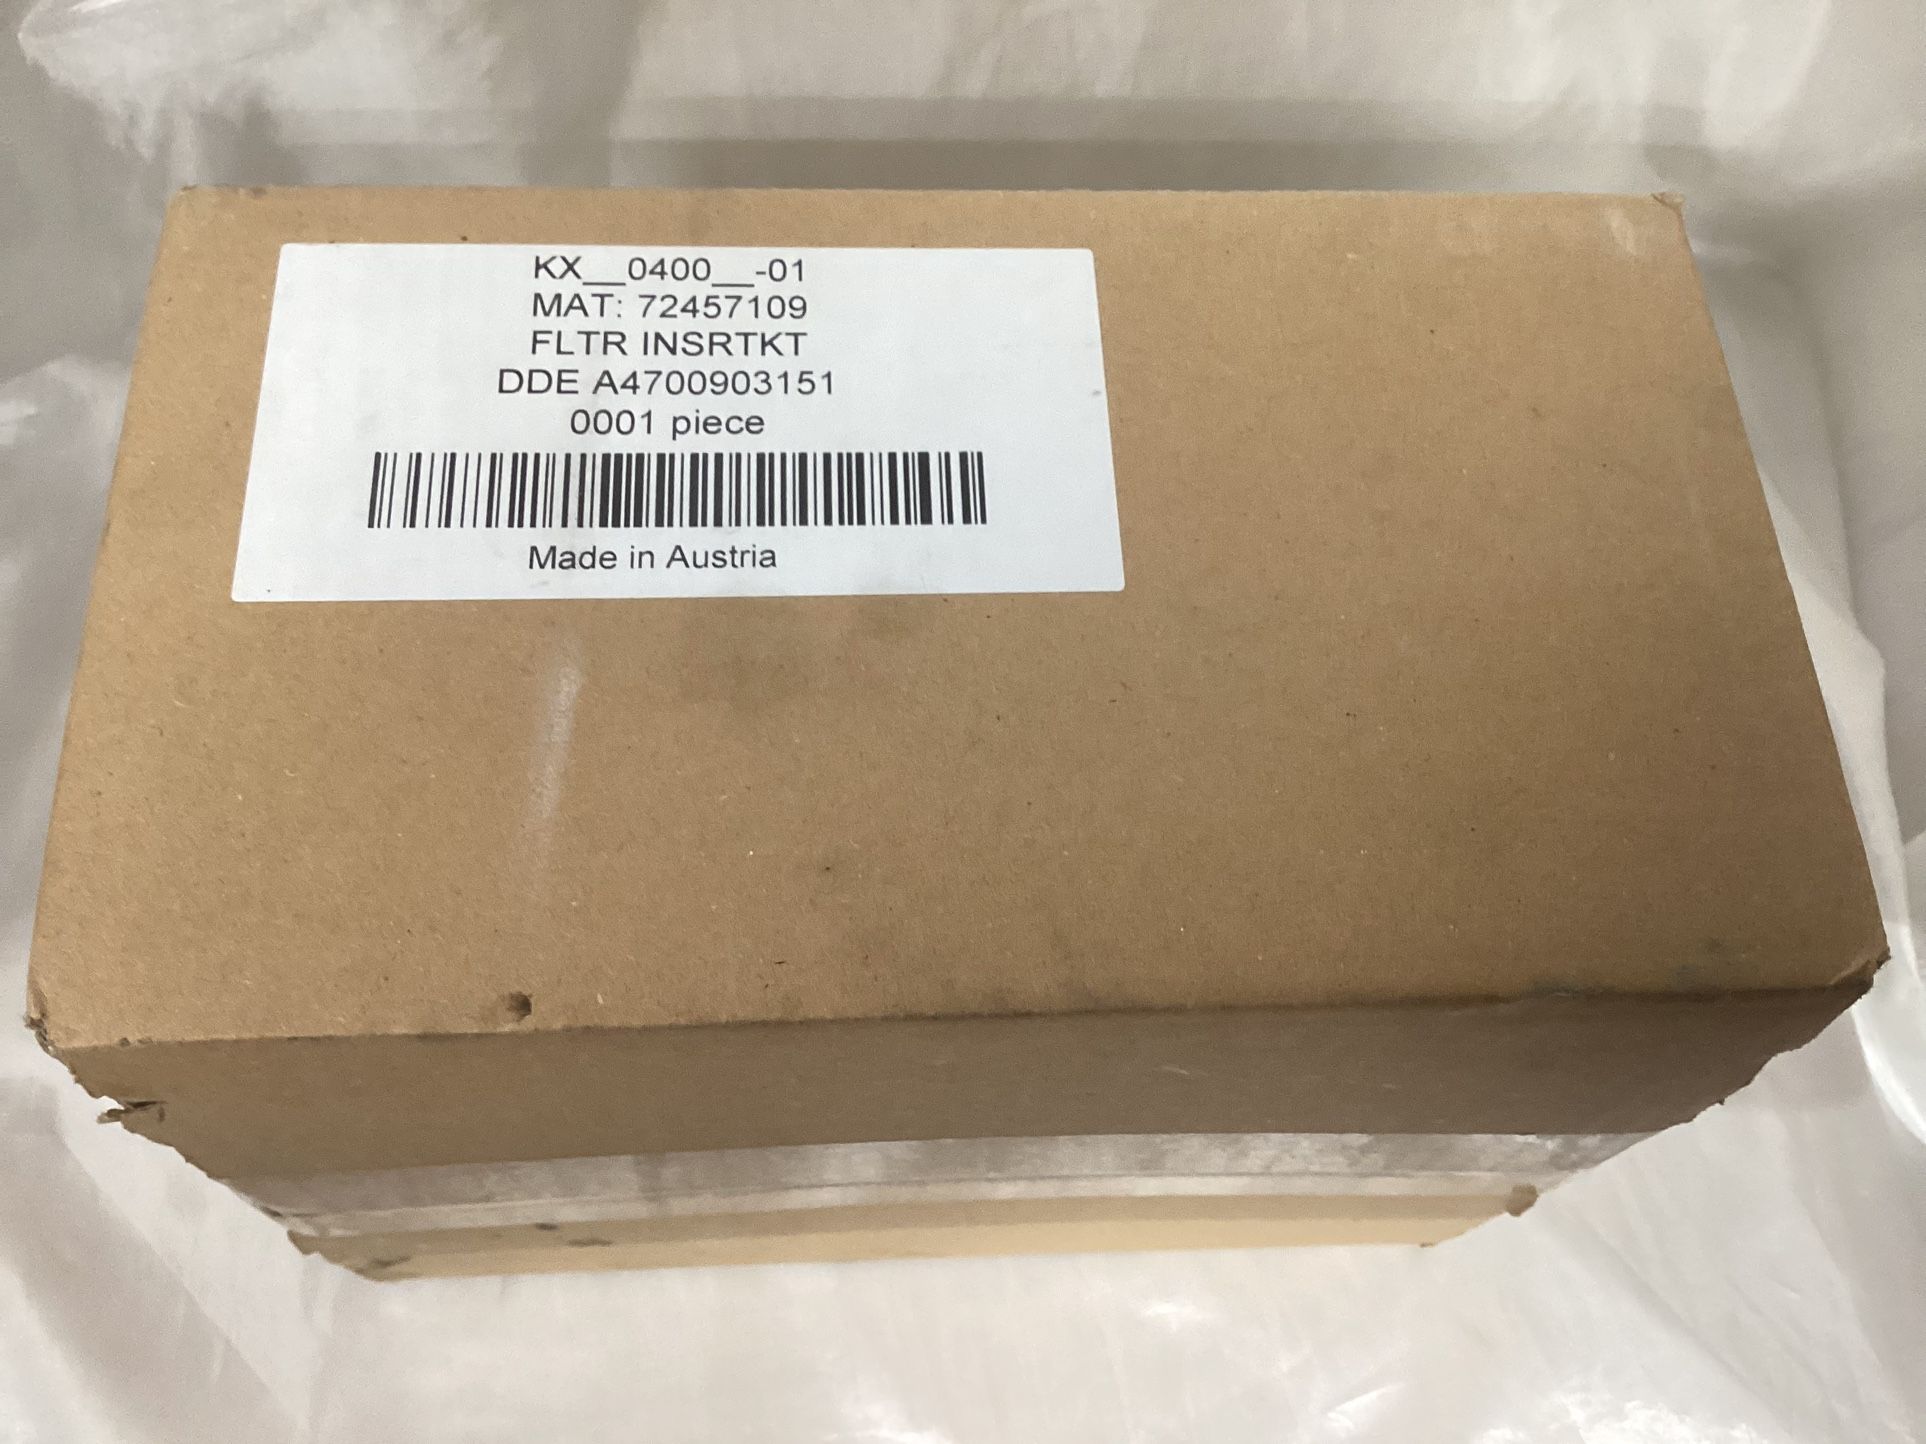 KX__0400__-01
MAT: 72457109
FLTR INSRTKT
DDE A4700903151
0001 piece
Made in Austria